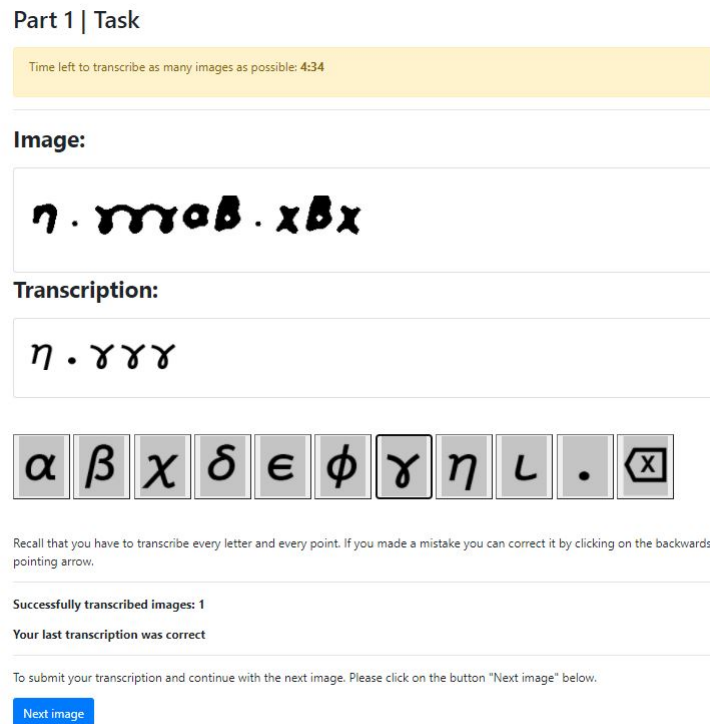 Part 1 | Task
Time left to transcribe as many images as possible: 4:34
Image:
η.γγγαβ.χβχ
Transcription:
η.γγγ
α β χ δ ϵ ϕ γ η ι . X
Recall that you have to transcribe every letter and every point. If you made a mistake you can correct it by clicking on the backwards
pointing arrow.
Successfully transcribed images: 1
Your last transcription was correct
To submit your transcription and continue with the next image. Please click on the button "Next image" below.
Next image